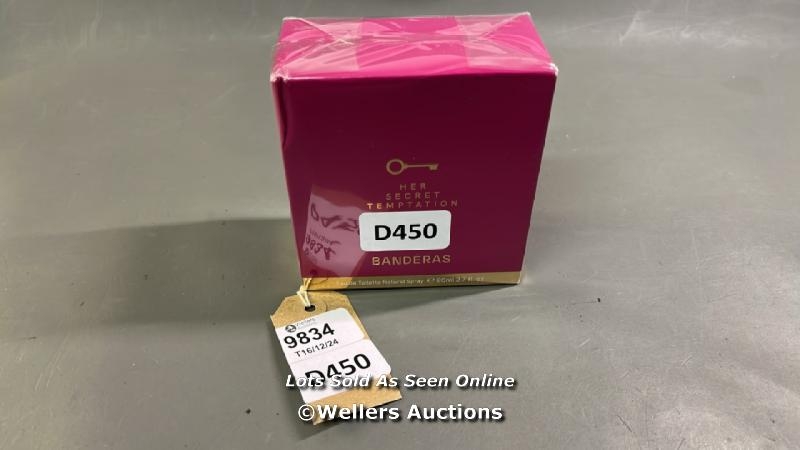 HER
SECRET
TEMPTATION
D450
BANDERAS
Eau de Toilette Natural Spray e 80ml 2.7 fl. oz
9834
T16/12/24
D450
Lots Sold As Seen Online
©Wellers Auctions